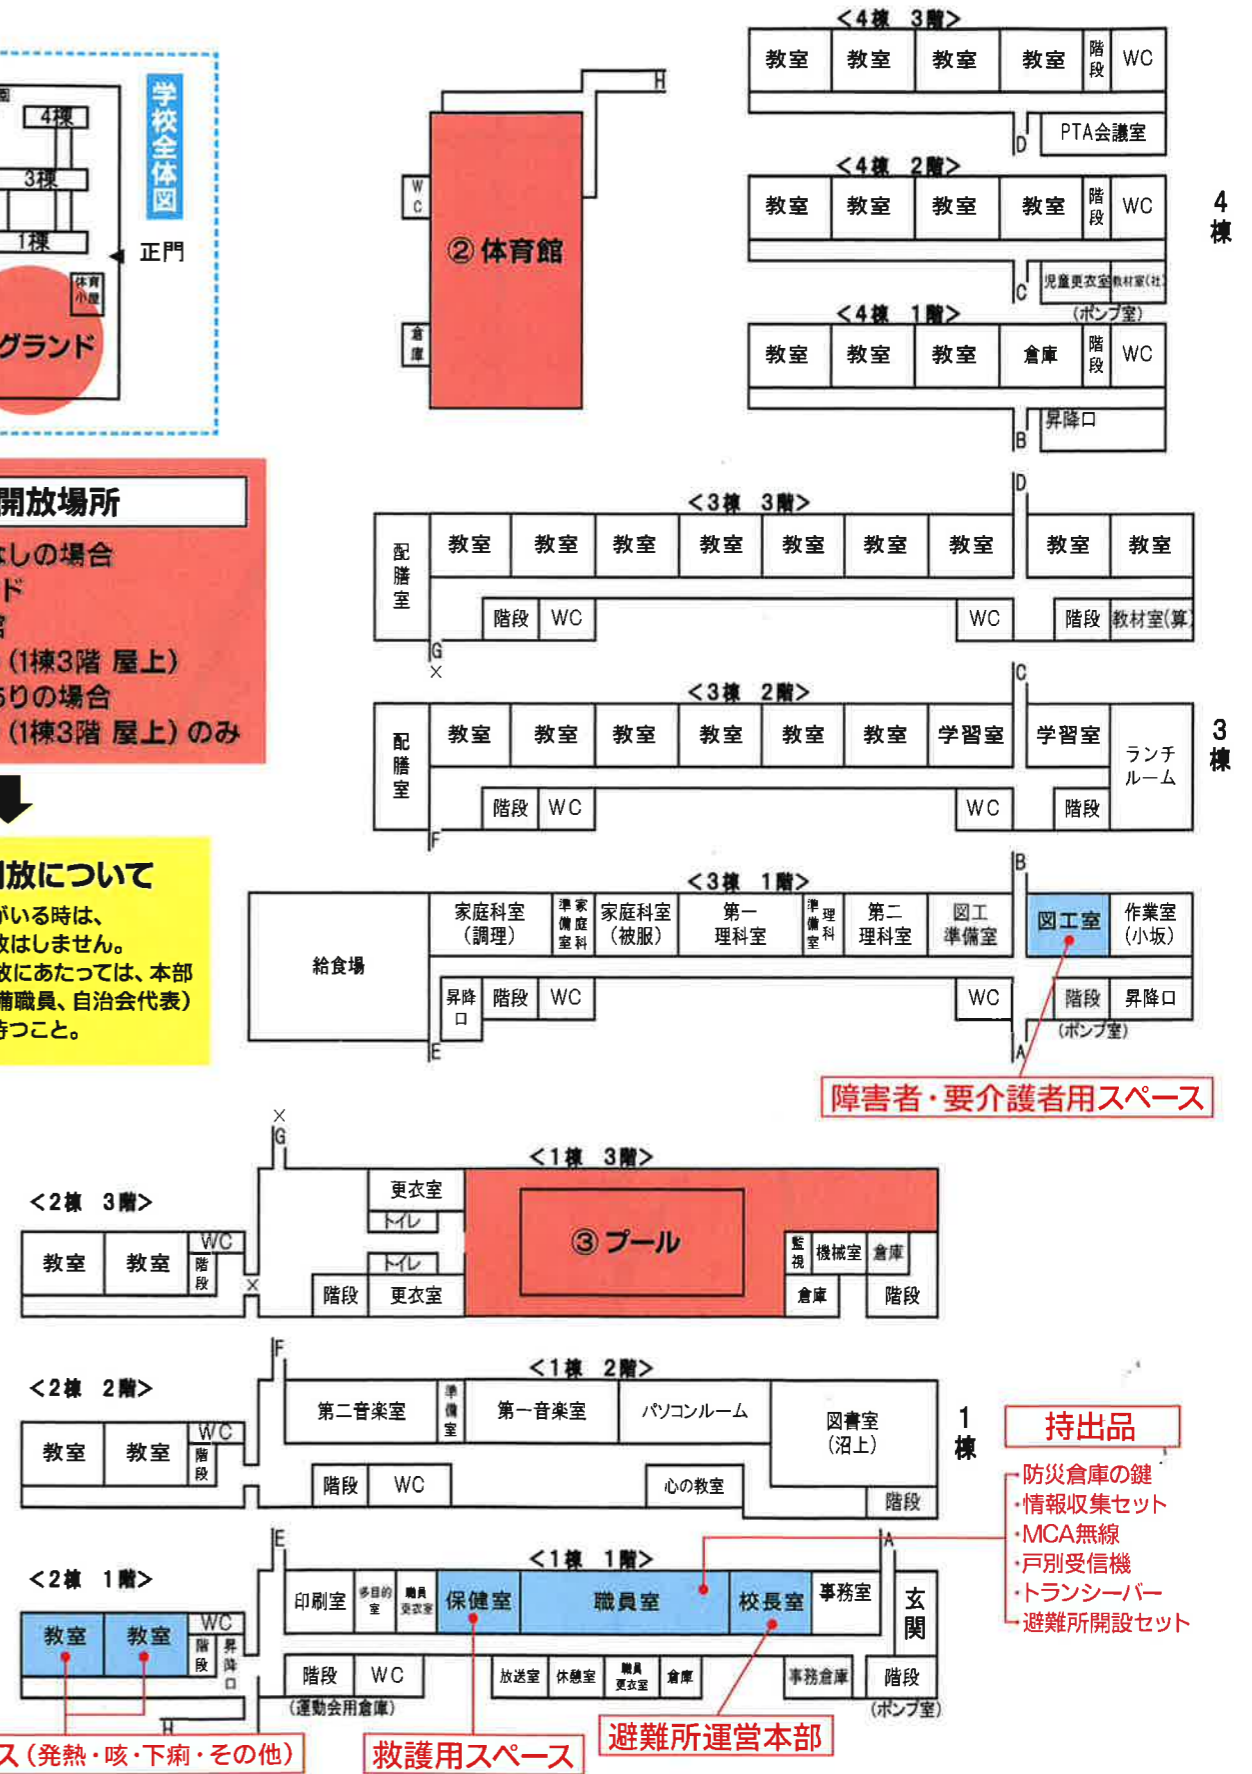 学校全体図
園
4棟
3棟
1棟
正門
体育
小屋
グランド
開放場所
なしの場合
ド
館
(1棟3階 屋上)
ありの場合
(1棟3階 屋上)のみ
放について
がいる時は、
放はしません。
放にあたっては、本部
備職員、自治会代表)
待つこと。
H
WC
倉庫
② 体育館
<4棟 3階>
教室 教室 教室 教室 階段 WC
D PTA会議室
<4棟 2階>
教室 教室 教室 教室 階段 WC
C 児童更衣室 教材室(社)
(ポンプ室)
<4棟 1階>
教室 教室 教室 倉庫 階段 WC
B 昇降口
4棟
D
<3棟 3階>
配膳室 教室 教室 教室 教室 教室 教室 教室 教室 教室
階段 WC WC 階段 教材室(算)
G
×
C
<3棟 2階>
配膳室 教室 教室 教室 教室 教室 教室 学習室 学習室 ランチルーム
階段 WC WC 階段
F
3棟
B
<3棟 1階>
給食場 家庭科室(調理) 家庭科準備室 家庭科室(被服) 第一理科室 理科準備室 第二理科室 図工準備室 図工室 作業室(小坂)
昇降口 階段 WC WC 階段 昇降口
(ポンプ室)
E A
障害者・要介護者用スペース
×
G
<1棟 3階>
更衣室
トイレ
③ プール
トイレ
階段 更衣室
監視 機械室 倉庫
倉庫 階段
<2棟 3階>
教室 教室 WC
階段
×
F
<1棟 2階>
第二音楽室 準備室 第一音楽室 パソコンルーム 図書室(沼上)
階段 WC 心の教室 階段
<2棟 2階>
教室 教室 WC
階段
1棟
持出品
・防災倉庫の鍵
・情報収集セット
・MCA無線
・戸別受信機
・トランシーバー
・避難所開設セット
E A
<1棟 1階>
印刷室 多目的室 職員更衣室 保健室 職員室 校長室 事務室 玄関
階段 WC 放送室 休憩室 職員更衣室 倉庫 事務倉庫 階段
(運動会用倉庫) (ポンプ室)
<2棟 1階>
教室 教室 WC
階段 昇降口
H
ス(発熱・咳・下痢・その他)
救護用スペース
避難所運営本部